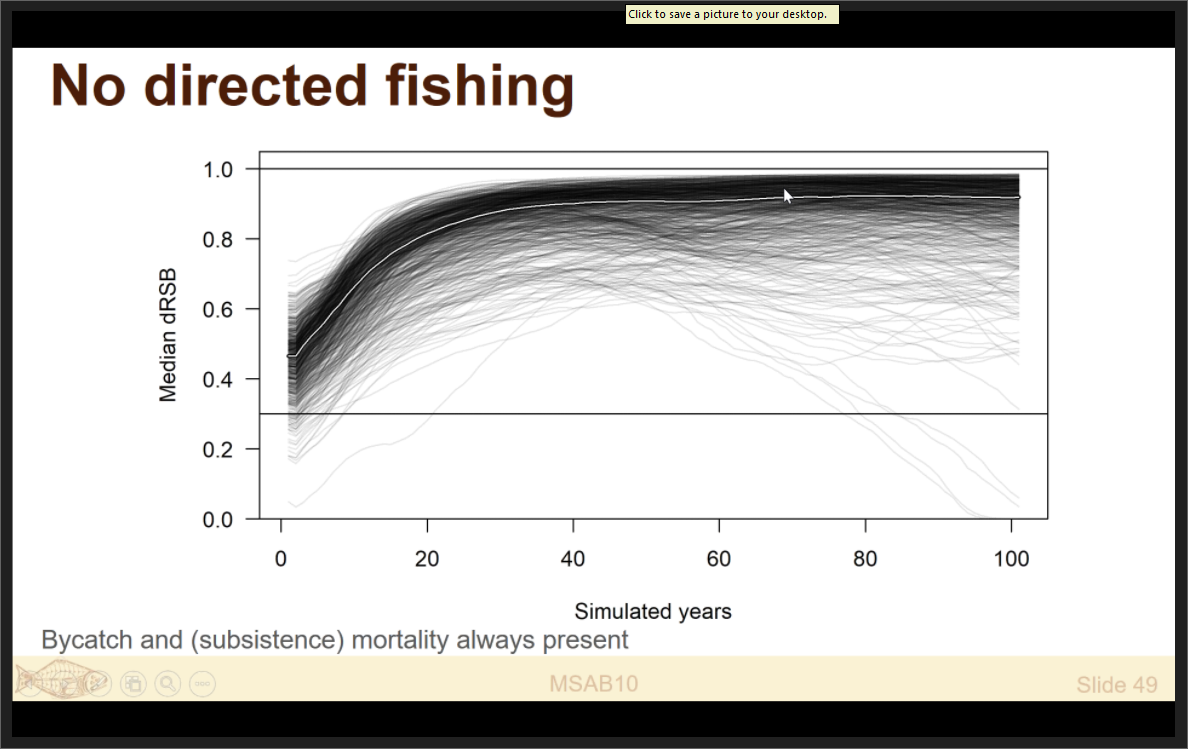 Click to save a picture to your desktop.
No directed fishing
Median dRSB
1.0
0.8
0.6
0.4
0.2
0.0
0 20 40 60 80 100
Simulated years
Bycatch and (subsistence) mortality always present
MSAB10
Slide 49